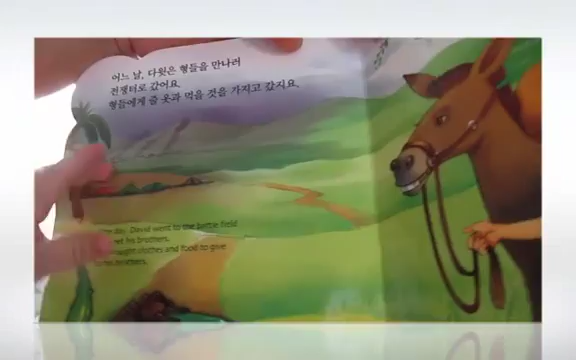 어느 날, 다윗은 형들을 만나러
전쟁터로 갔어요.
형들에게 줄 옷과 먹을 것을 가지고 갔지요.
day, David went to the battle field
his brothers.
clothes and food to give
his brothers.